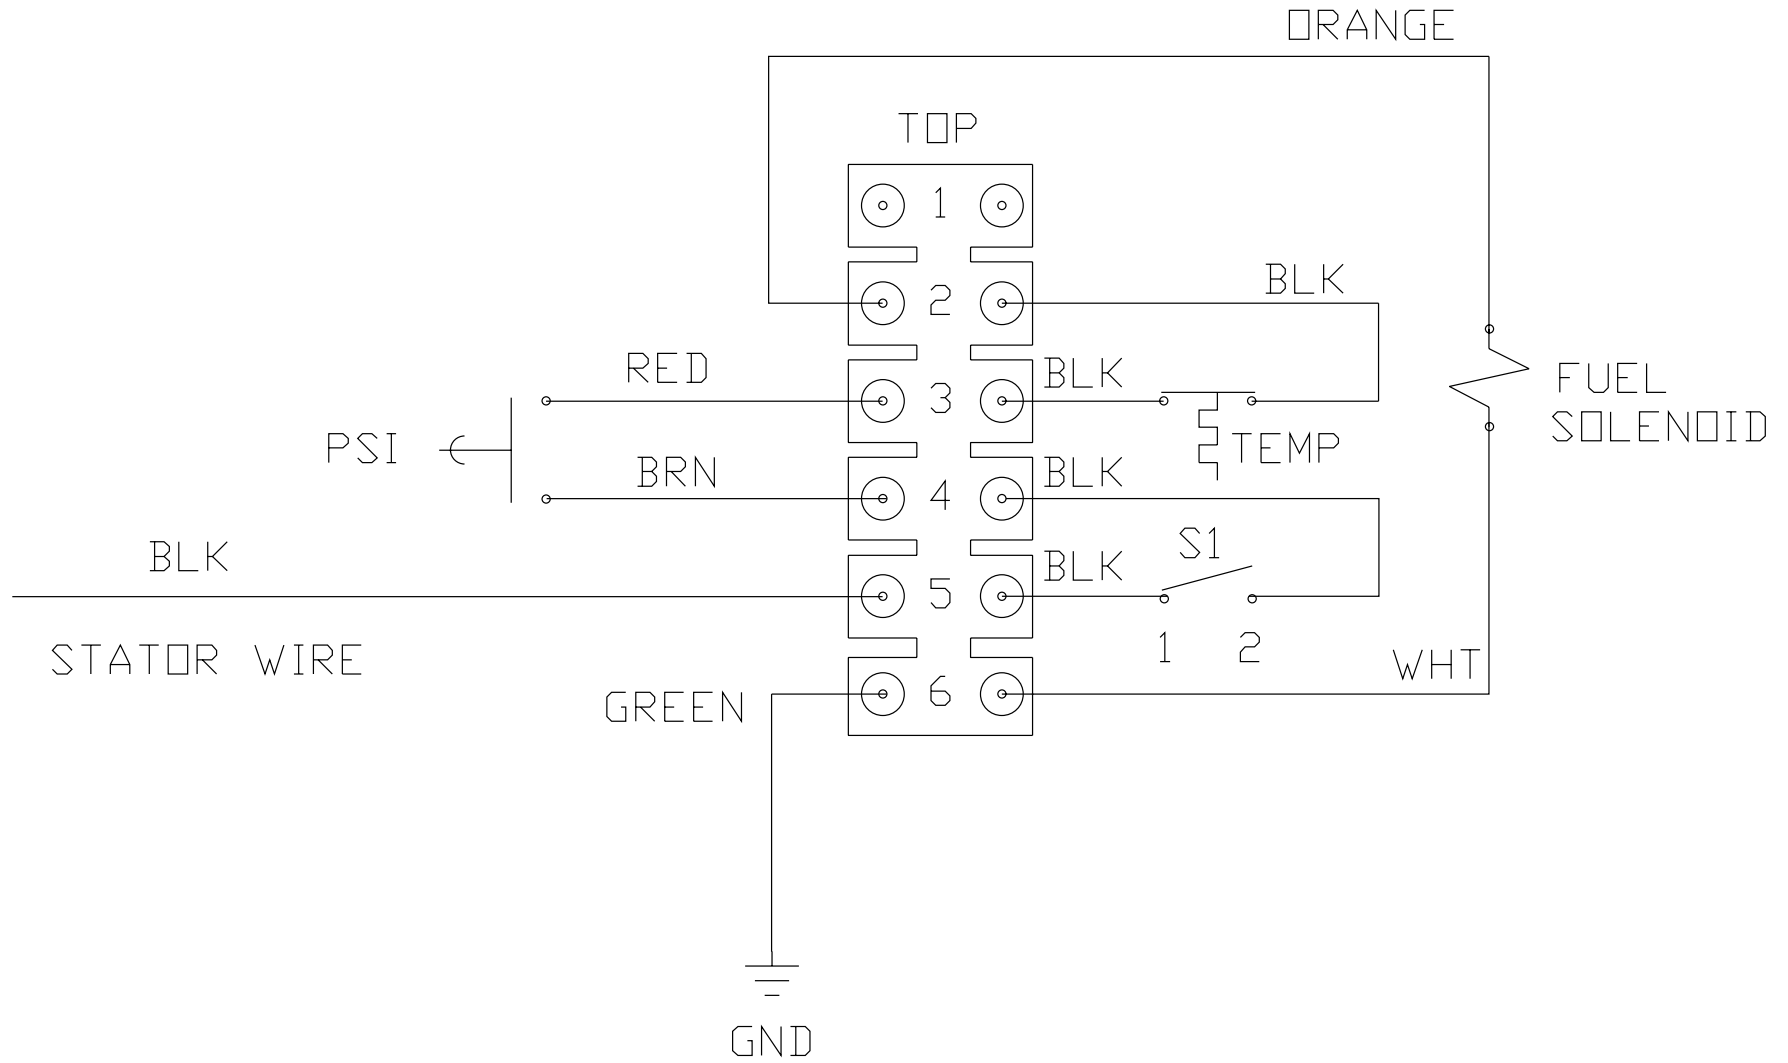 ORANGE
TOP
1
2
BLK
RED
3
BLK
FUEL
SOLENOID
PSI
TEMP
BRN
4
BLK
BLK
5
BLK
S1
STATOR WIRE
1 2
WHT
GREEN
6
GND